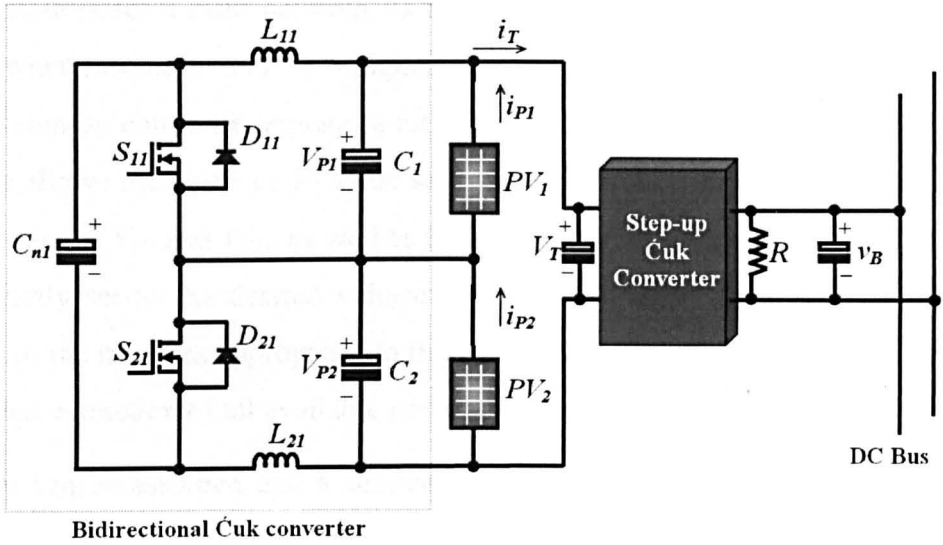 L11
iT
iP1
S11
D11
VP1
C1
PV1
Cn1
VT
Step-up
Ćuk
Converter
R
vB
iP2
S21
D21
VP2
C2
PV2
L21
DC Bus
Bidirectional Ćuk converter